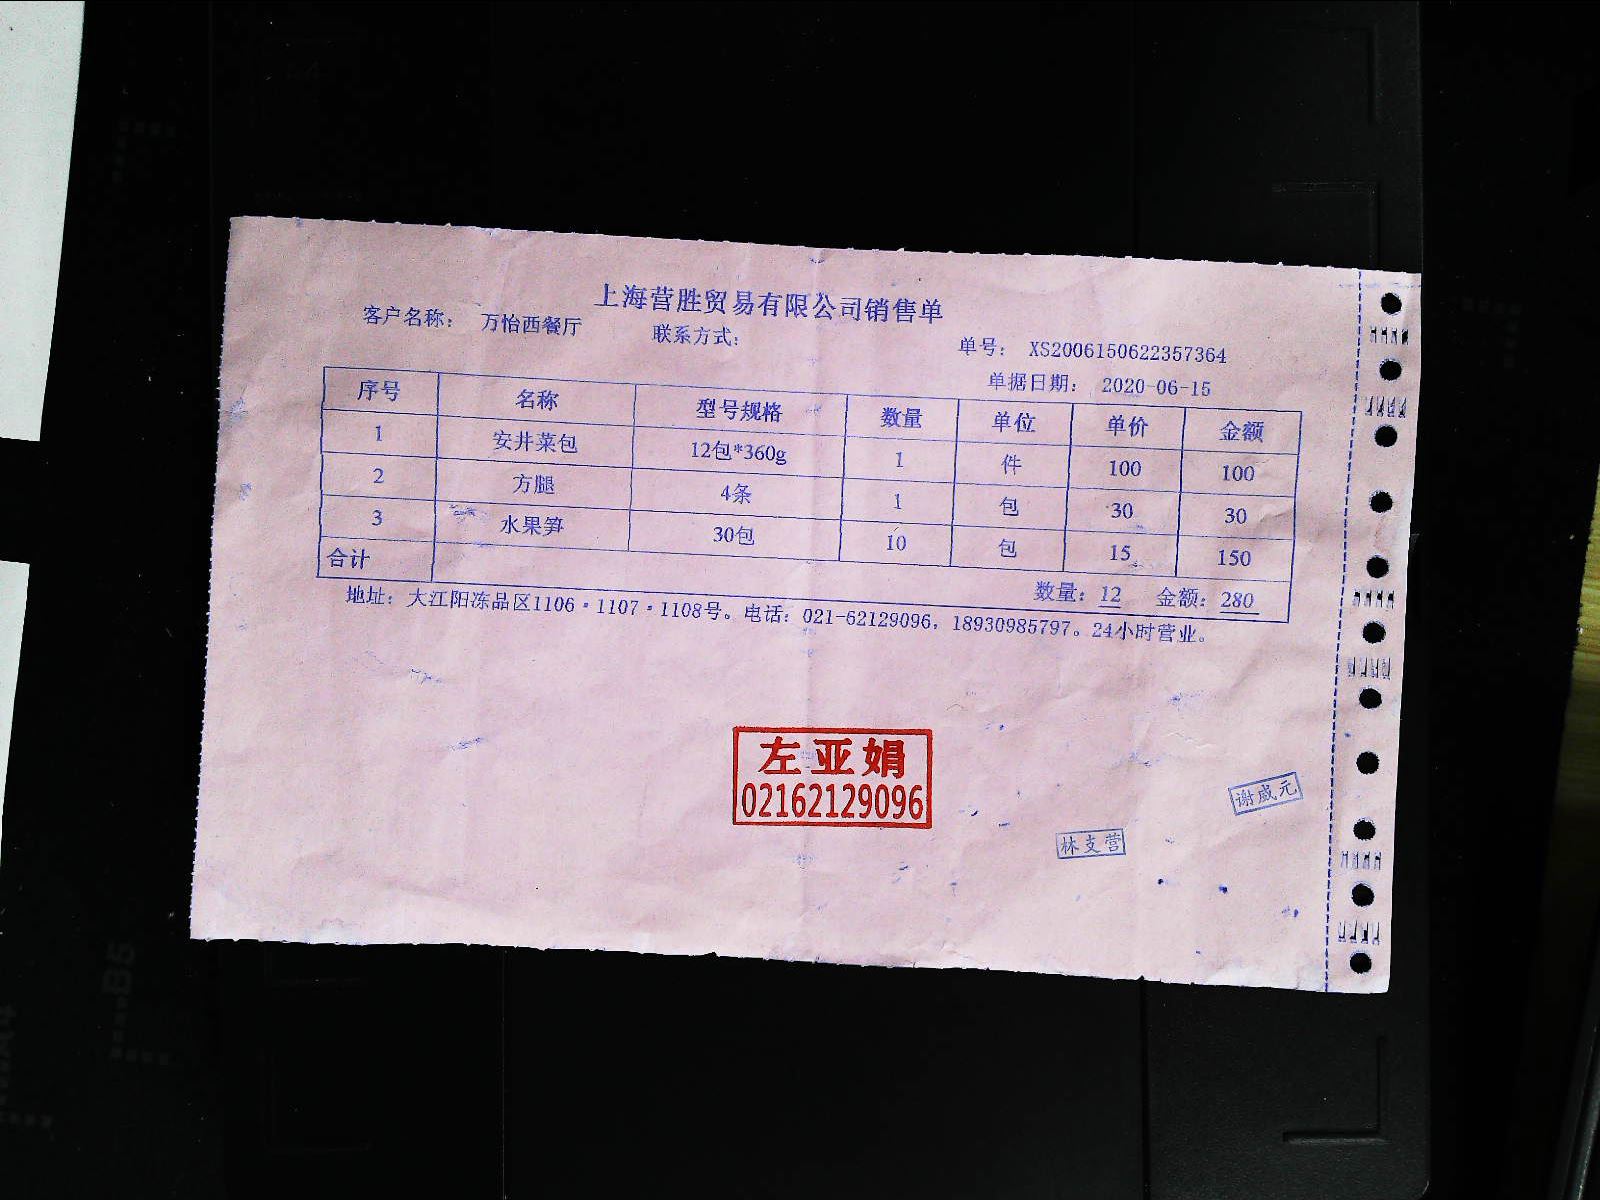 上海营胜贸易有限公司销售单
客户名称： 万怡西餐厅 联系方式： 单号： XS2006150622357364
单据日期： 2020-06-15
序号 名称 型号规格 数量 单位 单价 金额
1 安井菜包 12包*360g 1 件 100 100
2 方腿 4条 1 包 30 30
3 水果笋 30包 10 包 15 150
合计 数量：12 金额：280
地址：大江阳冻品区1106·1107·1108号。电话：021-62129096，18930985797。24小时营业。
左亚娟
02162129096
谢威元
林支营
B5